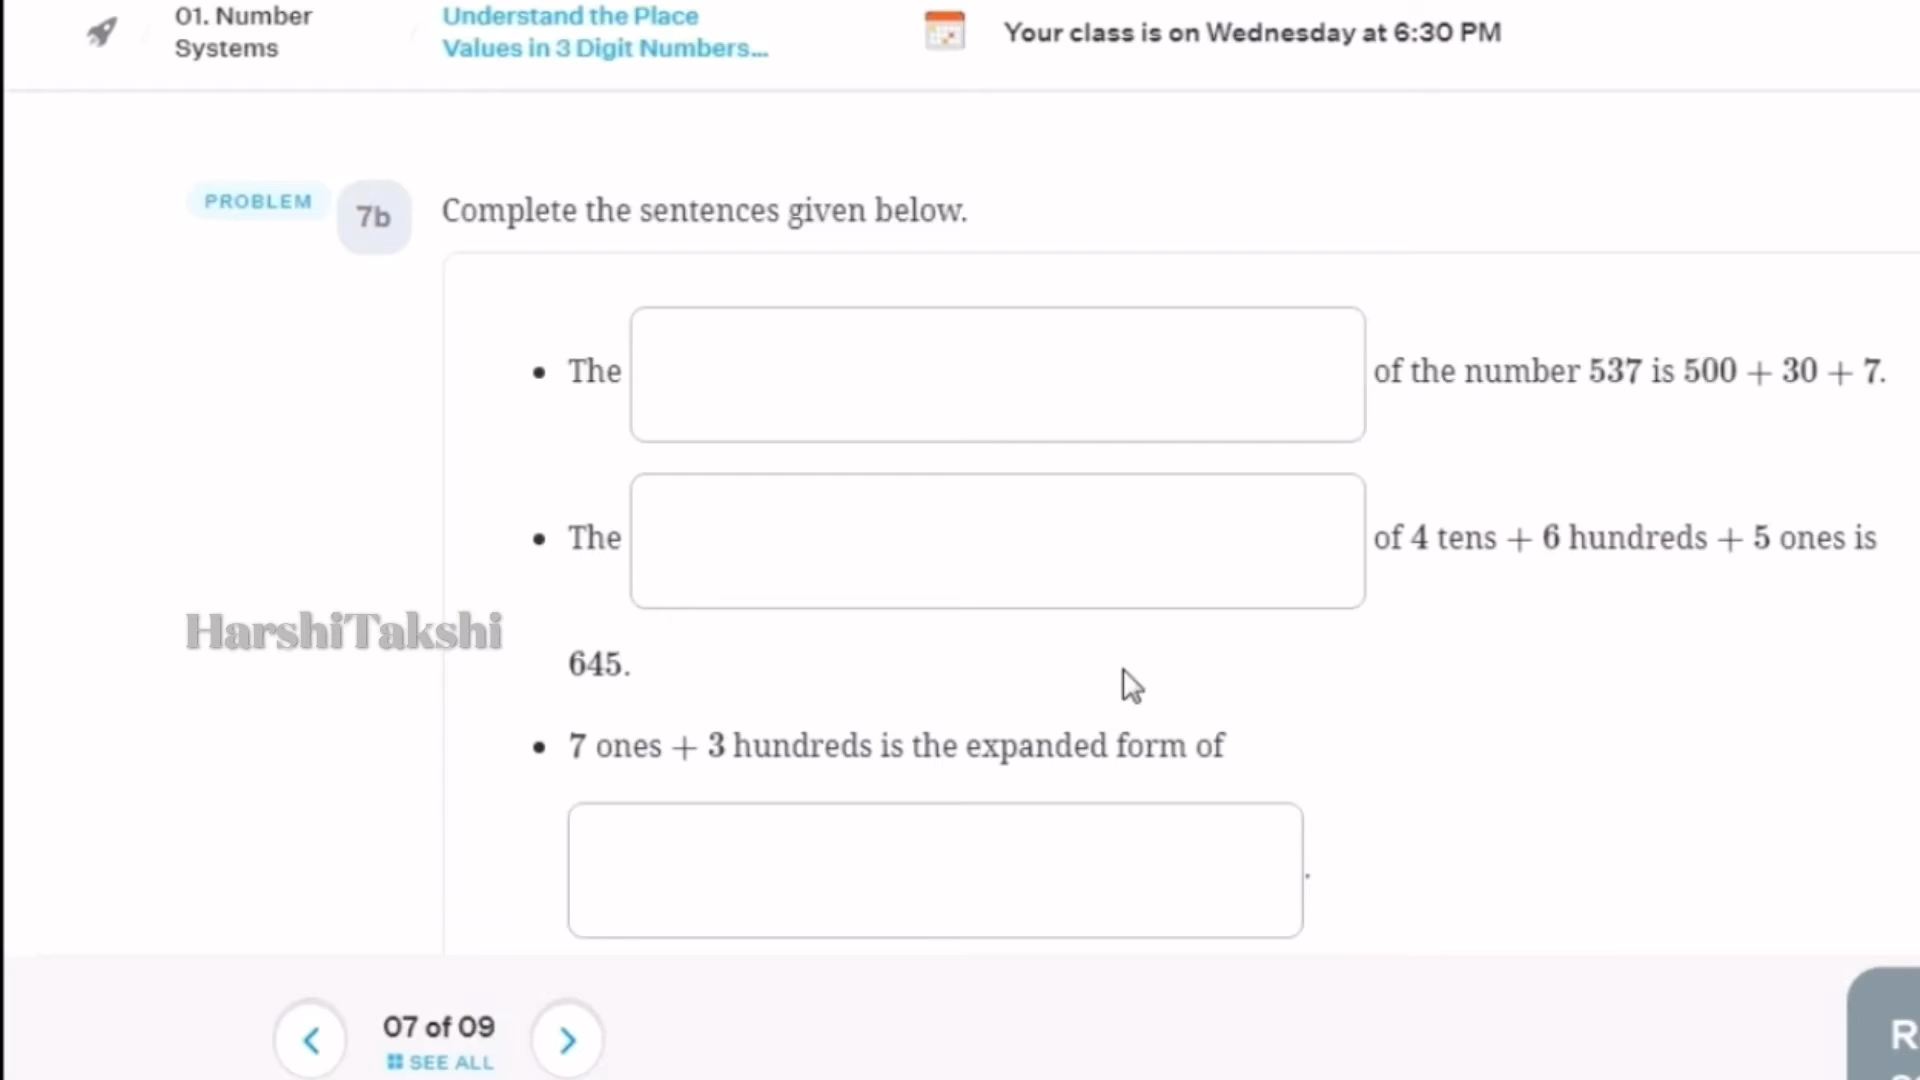 01. Number
Systems
Understand the Place
Values in 3 Digit Numbers...
Your class is on Wednesday at 6:30 PM
PROBLEM
7b
Complete the sentences given below.
• The of the number 537 is 500 + 30 + 7.
• The of 4 tens + 6 hundreds + 5 ones is
645.
HarshiTakshi
• 7 ones + 3 hundreds is the expanded form of
.
07 of 09
SEE ALL
R